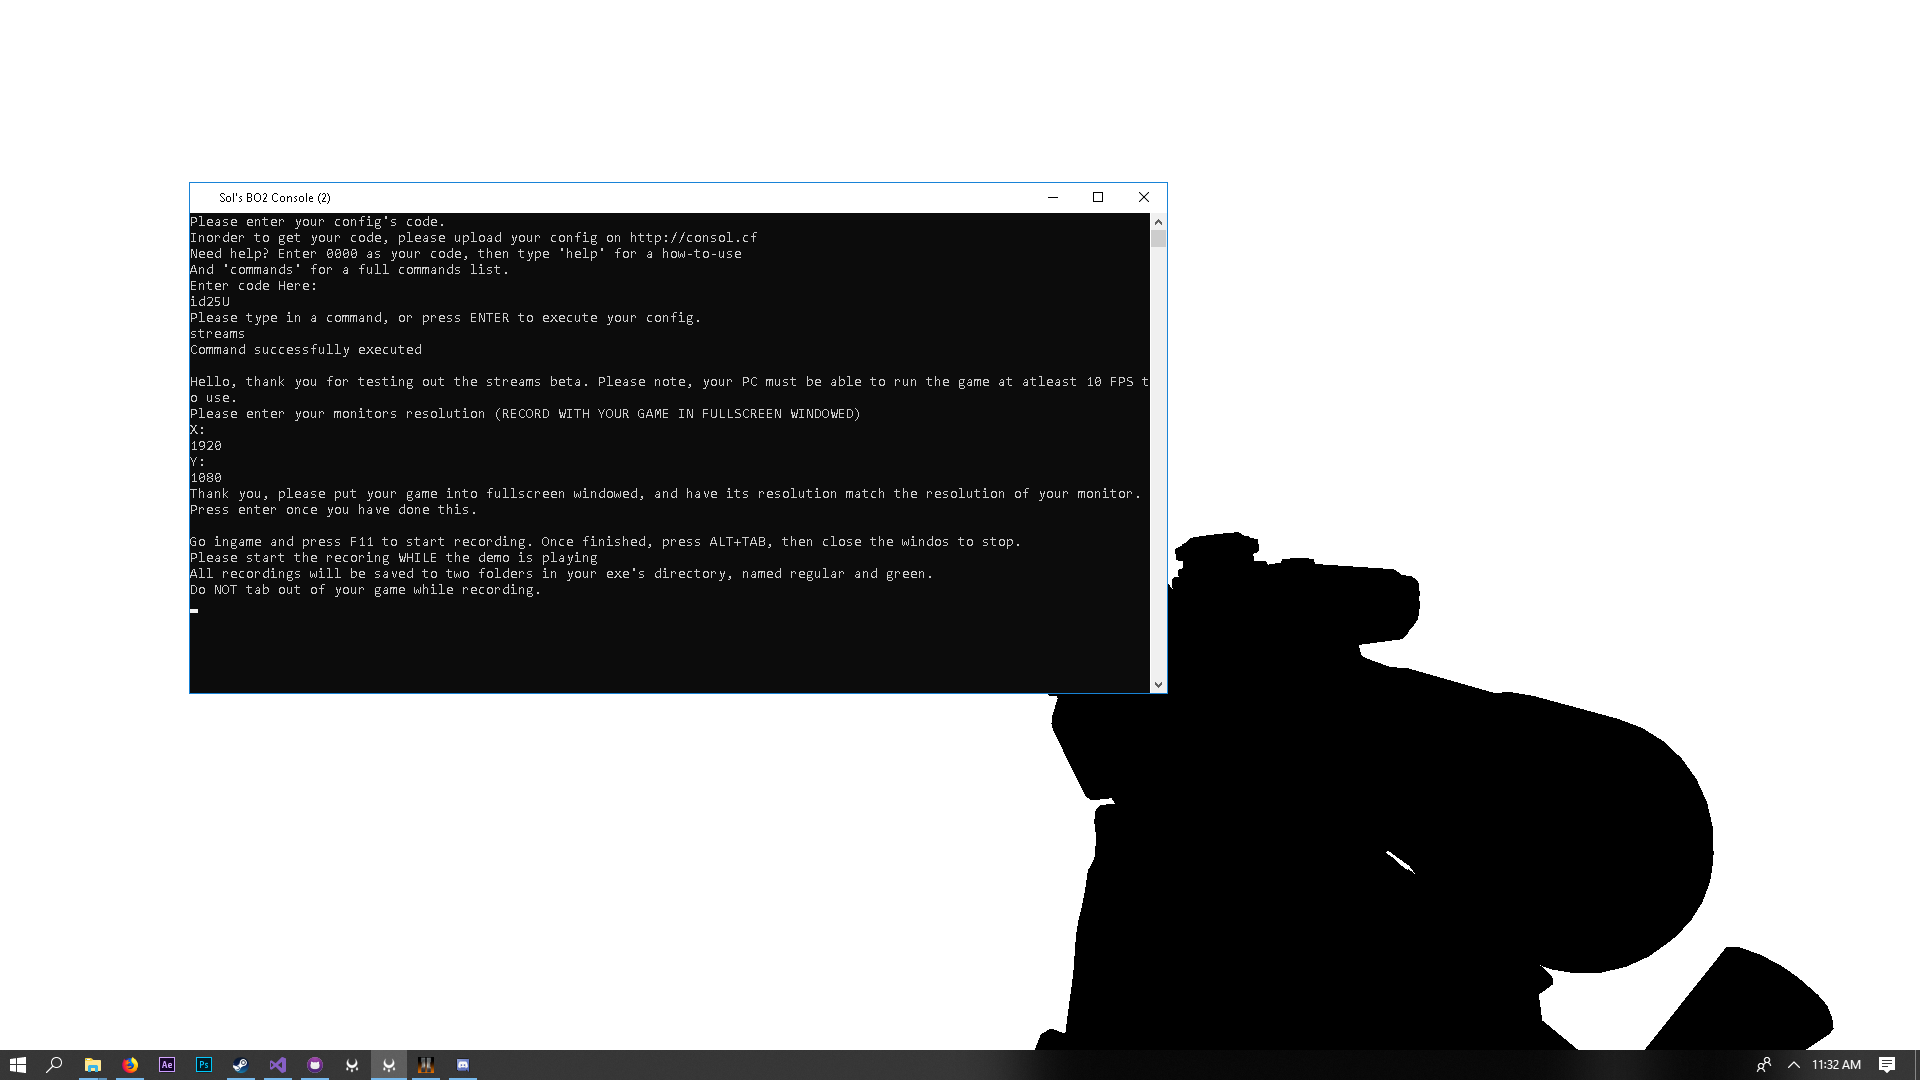 Sol's BO2 Console (2)
Please enter your config's code.
Inorder to get your code, please upload your config on http://consol.cf
Need help? Enter 0000 as your code, then type 'help' for a how-to-use
And 'commands' for a full commands list.
Enter code Here:
id25U
Please type in a command, or press ENTER to execute your config.
streams
Command successfully executed
Hello, thank you for testing out the streams beta. Please note, your PC must be able to run the game at atleast 10 FPS t
o use.
Please enter your monitors resolution (RECORD WITH YOUR GAME IN FULLSCREEN WINDOWED)
X:
1920
Y:
1080
Thank you, please put your game into fullscreen windowed, and have its resolution match the resolution of your monitor.
Press enter once you have done this.
Go ingame and press F11 to start recording. Once finished, press ALT+TAB, then close the windos to stop.
Please start the recoring WHILE the demo is playing
All recordings will be saved to two folders in your exe's directory, named regular and green.
Do NOT tab out of your game while recording.
Ae
Ps
11:32 AM